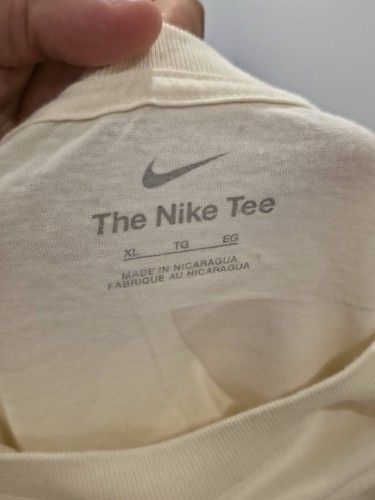 The Nike Tee
XL TG EG
MADE IN NICARAGUA
FABRIQUE AU NICARAGUA